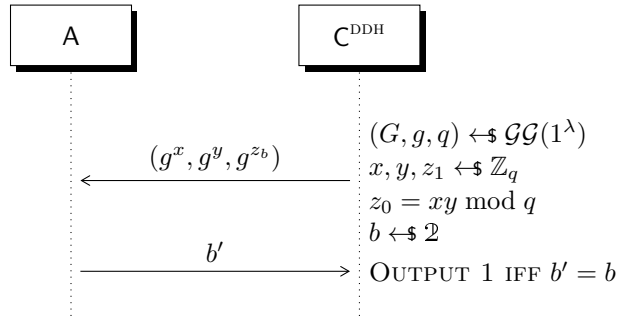 A
C^DDH
(G, g, q) ←$ 𝒢𝒢(1^λ)
(g^x, g^y, g^{z_b})
x, y, z_1 ←$ ℤ_q
z_0 = xy mod q
b ←$ 𝟚
b′
OUTPUT 1 IFF b′ = b